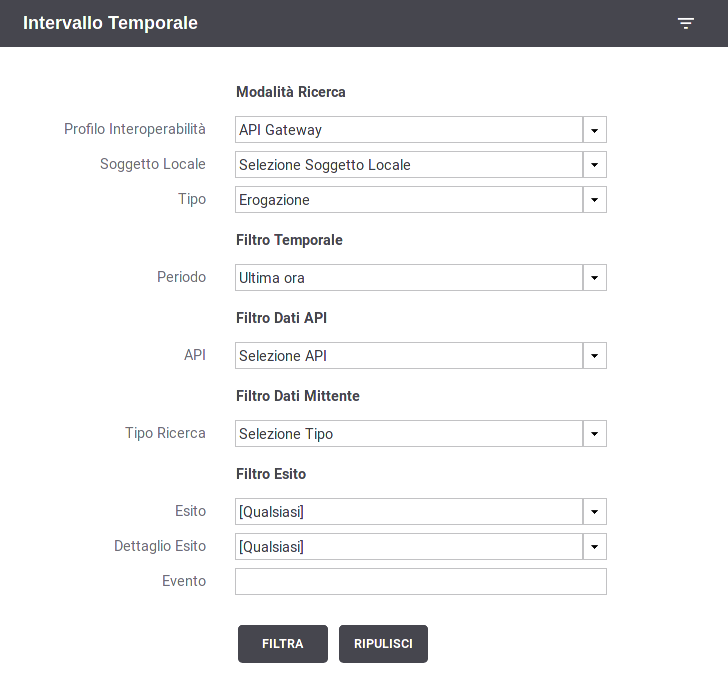 Intervallo Temporale
Modalità Ricerca
Profilo Interoperabilità API Gateway
Soggetto Locale Selezione Soggetto Locale
Tipo Erogazione
Filtro Temporale
Periodo Ultima ora
Filtro Dati API
API Selezione API
Filtro Dati Mittente
Tipo Ricerca Selezione Tipo
Filtro Esito
Esito [Qualsiasi]
Dettaglio Esito [Qualsiasi]
Evento
FILTRA RIPULISCI